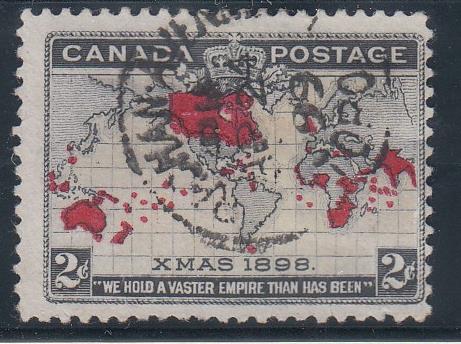 CANADA POSTAGE
2¢ XMAS 1898. 2¢
"WE HOLD A VASTER EMPIRE THAN HAS BEEN"